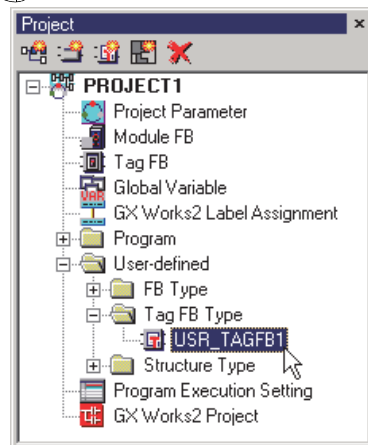 Project
PROJECT1
Project Parameter
Module FB
Tag FB
Global Variable
GX Works2 Label Assignment
Program
User-defined
FB Type
Tag FB Type
USR_TAGFB1
Structure Type
Program Execution Setting
GX Works2 Project